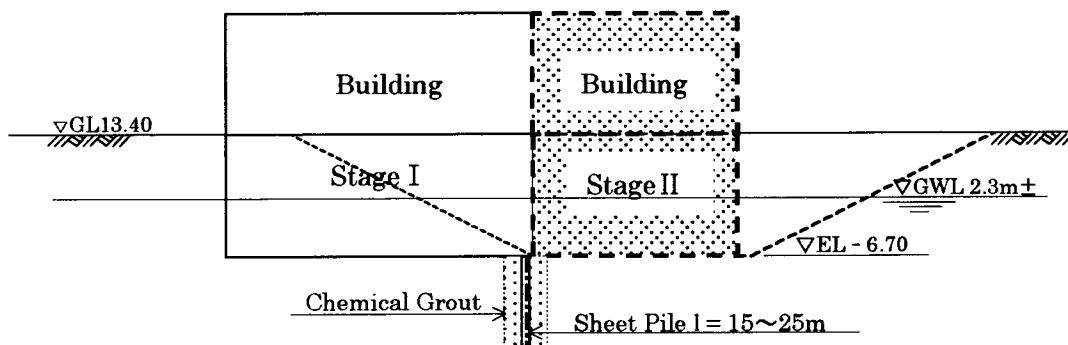 Building
Building
▽GL13.40
Stage I
Stage II
▽GWL 2.3m±
▽EL - 6.70
Chemical Grout
Sheet Pile l = 15~25m